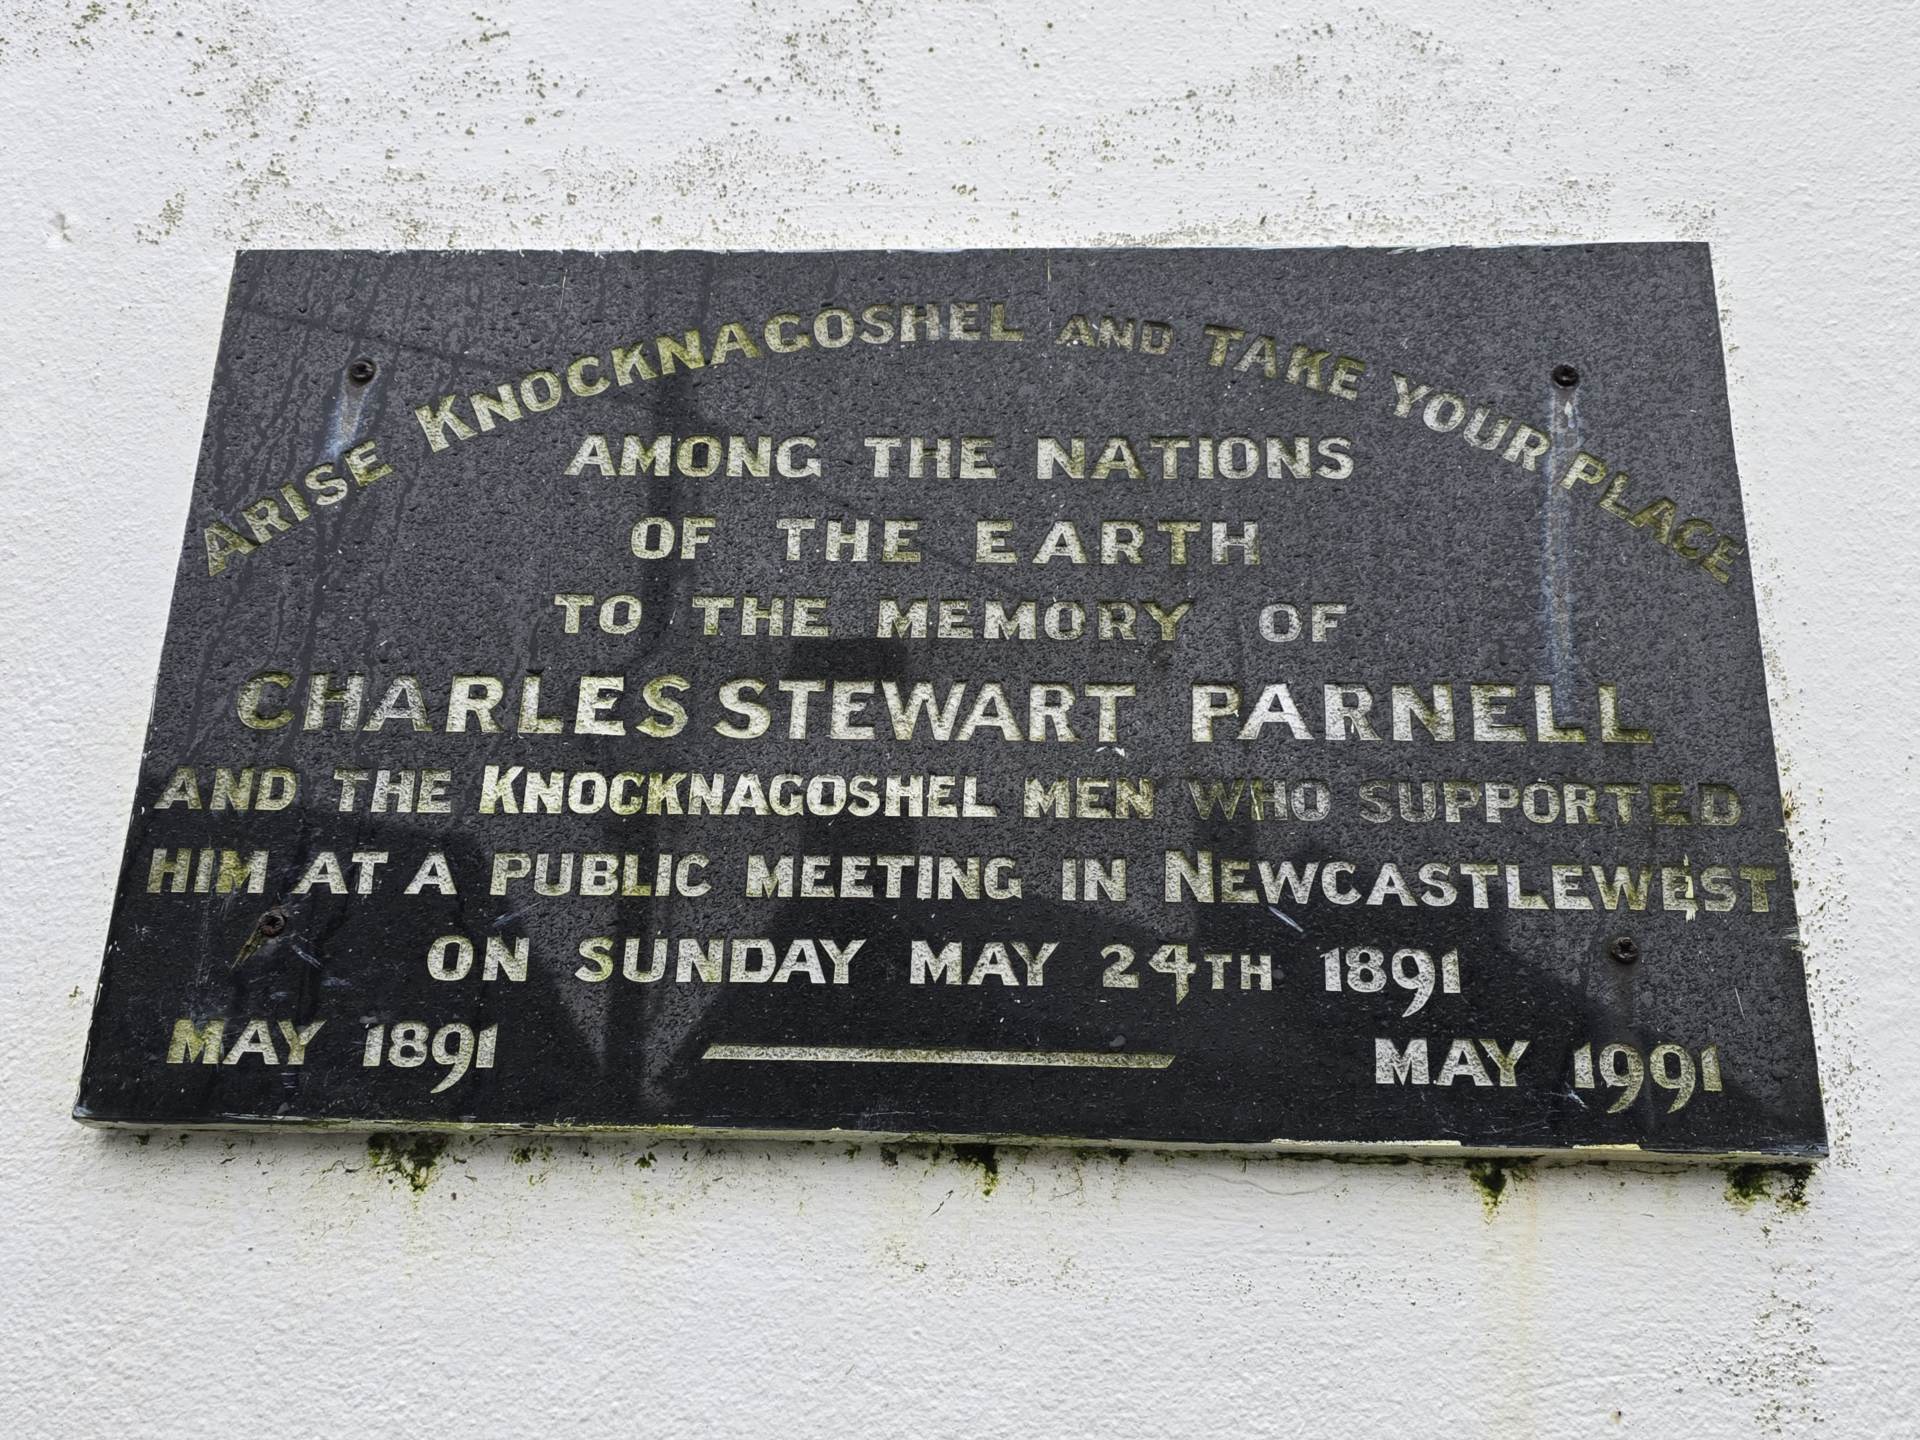 ARISE KNOCKNAGOSHEL AND TAKE YOUR PLACE
AMONG THE NATIONS
OF THE EARTH
TO THE MEMORY OF
CHARLES STEWART PARNELL
AND THE KNOCKNAGOSHEL MEN WHO SUPPORTED
HIM AT A PUBLIC MEETING IN NEWCASTLEWEST
ON SUNDAY MAY 24TH 1891
MAY 1891 MAY 1991